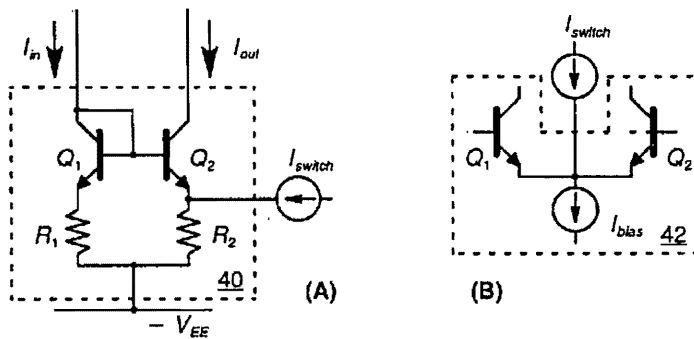 I_in
I_out
Q_1
Q_2
I_switch
R_1
R_2
40
(A)
− V_EE
I_switch
Q_1
Q_2
I_bias
42
(B)